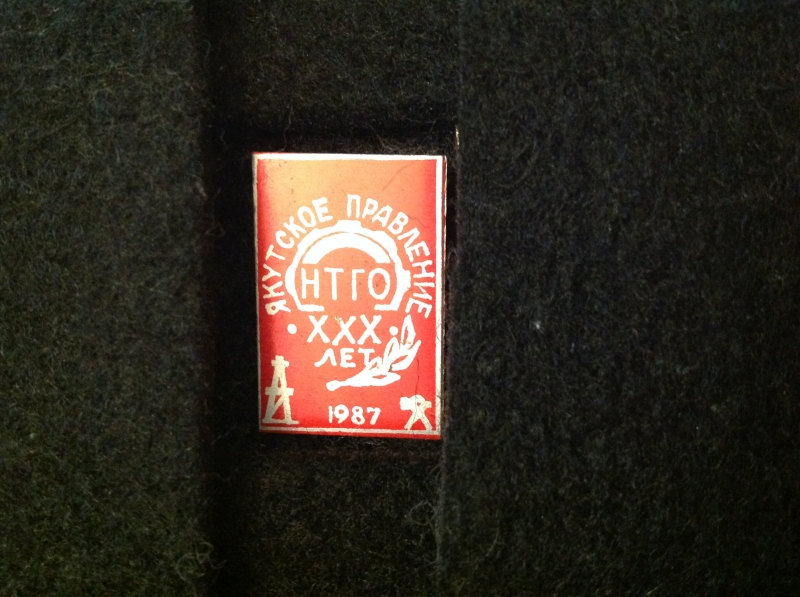 ЯКУТСКОЕ ПРАВЛЕНИЕ
НТГО
· XXX ·
ЛЕТ
1987